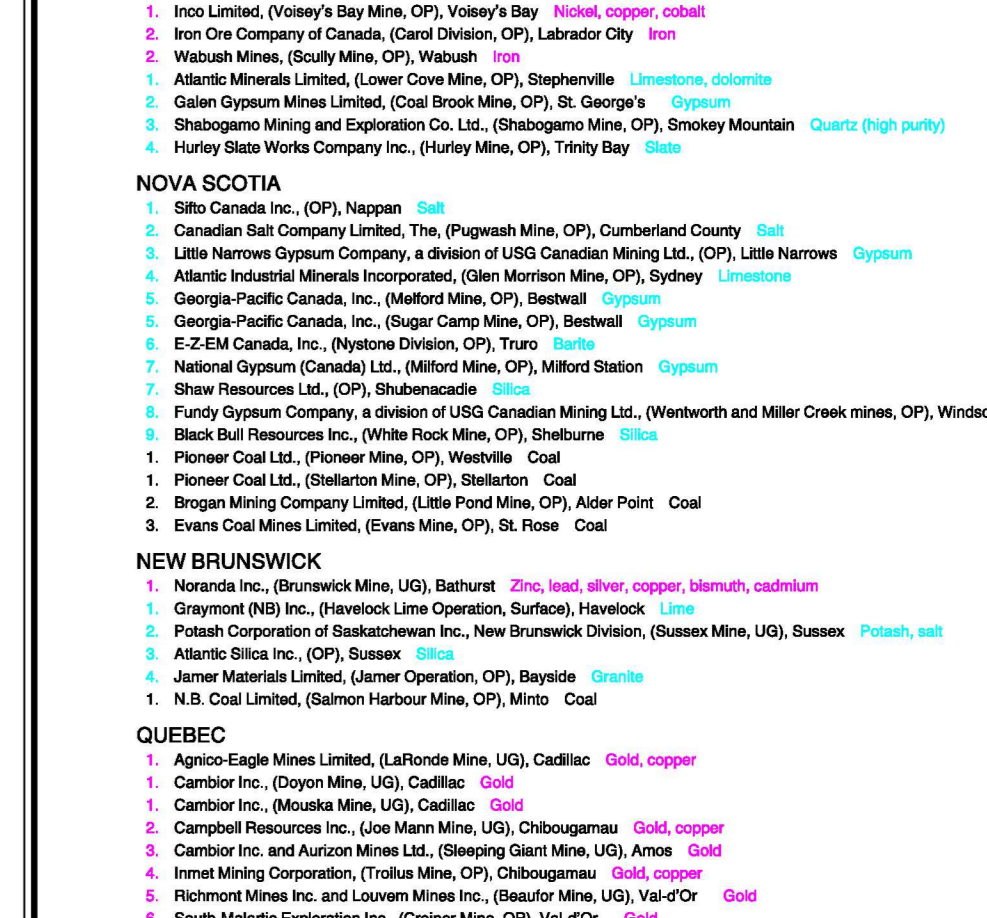 1. Inco Limited, (Voisey's Bay Mine, OP), Voisey's Bay Nickel, copper, cobalt
2. Iron Ore Company of Canada, (Carol Division, OP), Labrador City Iron
2. Wabush Mines, (Scully Mine, OP), Wabush Iron
1. Atlantic Minerals Limited, (Lower Cove Mine, OP), Stephenville Limestone, dolomite
2. Galen Gypsum Mines Limited, (Coal Brook Mine, OP), St. George's Gypsum
3. Shabogamo Mining and Exploration Co. Ltd., (Shabogamo Mine, OP), Smokey Mountain Quartz (high purity)
4. Hurley Slate Works Company Inc., (Hurley Mine, OP), Trinity Bay Slate
NOVA SCOTIA
1. Sifto Canada Inc., (OP), Nappan Salt
2. Canadian Salt Company Limited, The, (Pugwash Mine, OP), Cumberland County Salt
3. Little Narrows Gypsum Company, a division of USG Canadian Mining Ltd., (OP), Little Narrows Gypsum
4. Atlantic Industrial Minerals Incorporated, (Glen Morrison Mine, OP), Sydney Limestone
5. Georgia-Pacific Canada, Inc., (Melford Mine, OP), Bestwall Gypsum
5. Georgia-Pacific Canada, Inc., (Sugar Camp Mine, OP), Bestwall Gypsum
6. E-Z-EM Canada, Inc., (Nystone Division, OP), Truro Barite
7. National Gypsum (Canada) Ltd., (Milford Mine, OP), Milford Station Gypsum
7. Shaw Resources Ltd., (OP), Shubenacadie Silica
8. Fundy Gypsum Company, a division of USG Canadian Mining Ltd., (Wentworth and Miller Creek mines, OP),
9. Black Bull Resources Inc., (White Rock Mine, OP), Shelburne Silica
1. Pioneer Coal Ltd., (Pioneer Mine, OP), Westville Coal
1. Pioneer Coal Ltd., (Stellarton Mine, OP), Stellarton Coal
2. Brogan Mining Company Limited, (Little Pond Mine, OP), Alder Point Coal
3. Evans Coal Mines Limited, (Evans Mine, OP), St. Rose Coal
NEW BRUNSWICK
1. Noranda Inc., (Brunswick Mine, UG), Bathurst Zinc, lead, silver, copper, bismuth, cadmium
1. Graymont (NB) Inc., (Havelock Lime Operation, Surface), Havelock Lime
2. Potash Corporation of Saskatchewan Inc., New Brunswick Division, (Sussex Mine, UG), Sussex Potash, salt
3. Atlantic Silica Inc., (OP), Sussex Silica
4. Jamer Materials Limited, (Jamer Operation, OP), Bayside Granite
1. N.B. Coal Limited, (Salmon Harbour Mine, OP), Minto Coal
QUEBEC
1. Agnico-Eagle Mines Limited, (LaRonde Mine, UG), Cadillac Gold, copper
1. Cambior Inc., (Doyon Mine, UG), Cadillac Gold
1. Cambior Inc., (Mouska Mine, UG), Cadillac Gold
2. Campbell Resources Inc., (Joe Mann Mine, UG), Chibougamau Gold, copper
3. Cambior Inc. and Aurizon Mines Ltd., (Sleeping Giant Mine, UG), Amos Gold
4. Inmet Mining Corporation, (Troilus Mine, OP), Chibougamau Gold, copper
5. Richmont Mines Inc. and Louvem Mines Inc., (Beaufor Mine, UG), Val-d'Or Gold